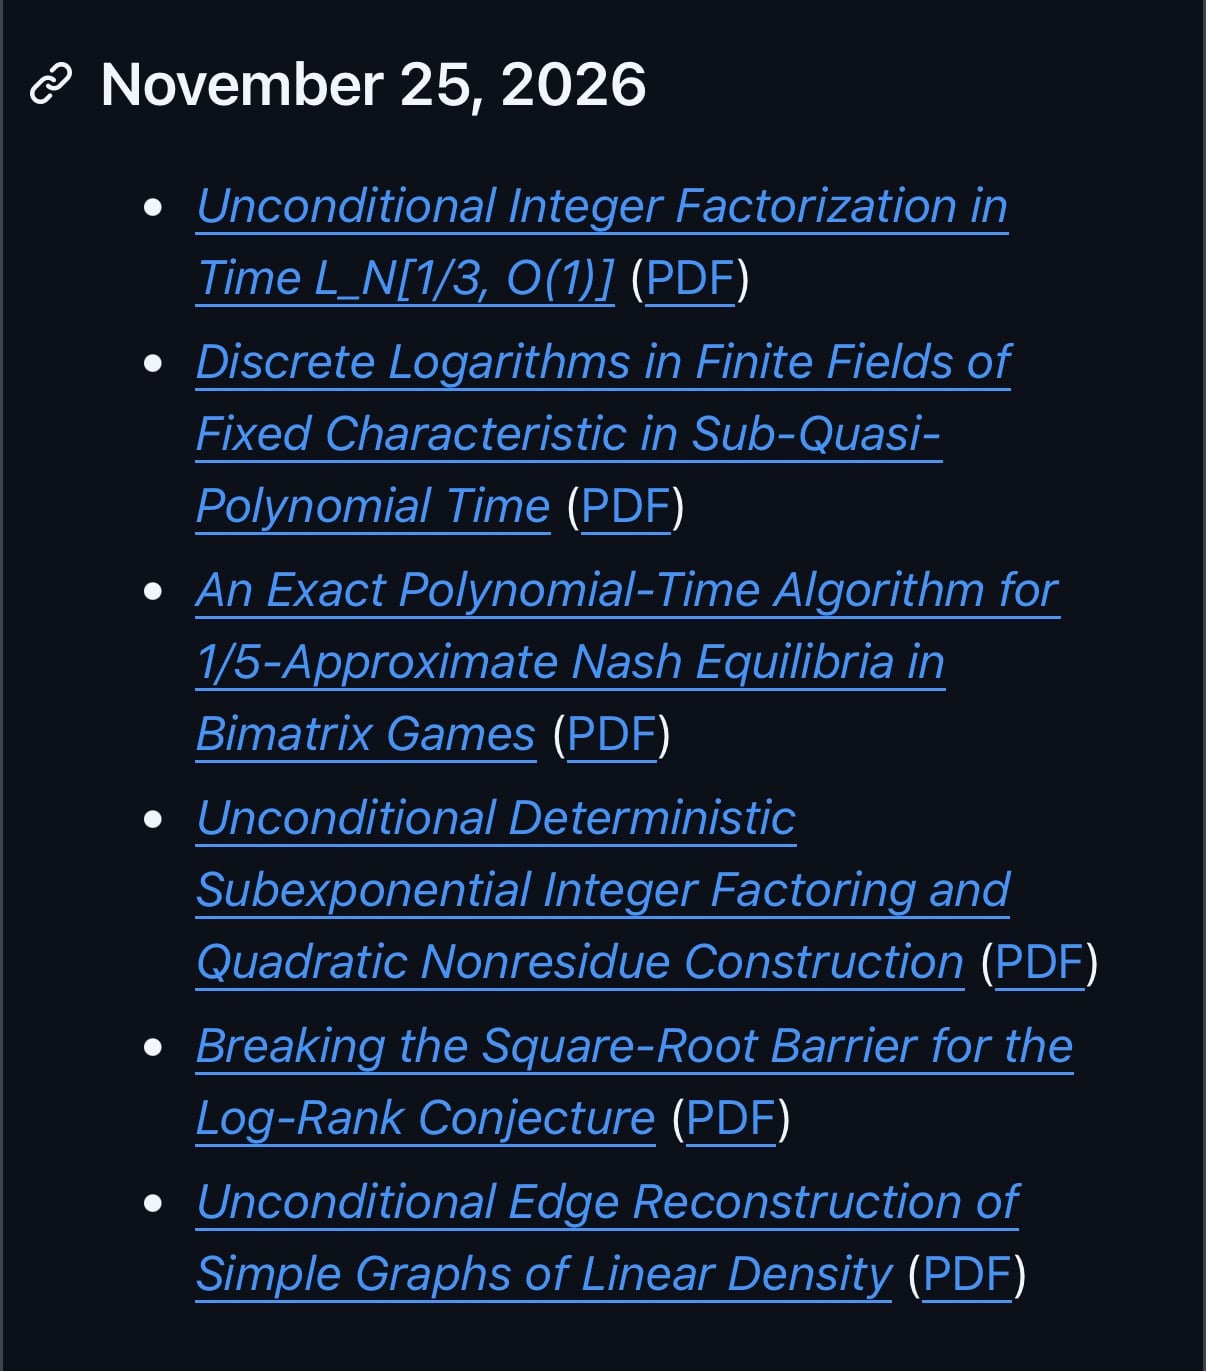 November 25, 2026
Unconditional Integer Factorization in
Time L_N[1/3, O(1)] (PDF)
Discrete Logarithms in Finite Fields of
Fixed Characteristic in Sub-Quasi-
Polynomial Time (PDF)
An Exact Polynomial-Time Algorithm for
1/5-Approximate Nash Equilibria in
Bimatrix Games (PDF)
Unconditional Deterministic
Subexponential Integer Factoring and
Quadratic Nonresidue Construction (PDF)
Breaking the Square-Root Barrier for the
Log-Rank Conjecture (PDF)
Unconditional Edge Reconstruction of
Simple Graphs of Linear Density (PDF)